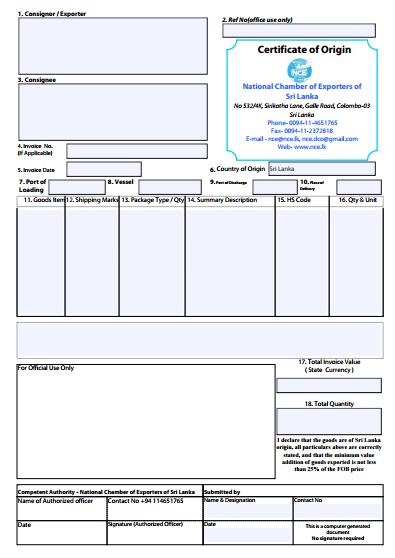 1. Consignor / Exporter
2. Ref No(office use only)
Certificate of Origin
NCE
National Chamber of Exporters of
Sri Lanka
No 532/4K, Sirikatha Lane, Galle Road, Colombo-03
Sri Lanka
Phone- 0094-11-4651765
Fax- 0094-11-2372818
E-mail - nce@nce.lk, nce.dco@gmail.com
Web- www.nce.lk
3. Consignee
4. Invoice No.
(If Applicable)
5. Invoice Date
6. Country of Origin Sri Lanka
7. Port of
Loading
8. Vessel
9. Port of Discharge
10. Place of
Delivery
11. Goods Item 12. Shipping Marks 13. Package Type / Qty 14. Summary Description 15. HS Code 16. Qty & Unit
For Official Use Only
17. Total Invoice Value
( State Currency )
18. Total Quantity
I declare that the goods are of Sri Lanka
origin, all particulars above are correctly
stated, and that the minimum value
addition of goods exported is not less
than 25% of the FOB price
Competent Authority - National Chamber of Exporters of Sri Lanka Submitted by
Name of Authorized officer Contact No +94 114651765 Name & Designation Contact No
Date Signature (Authorized Officer) Date
This is a computer generated
document
No signature required